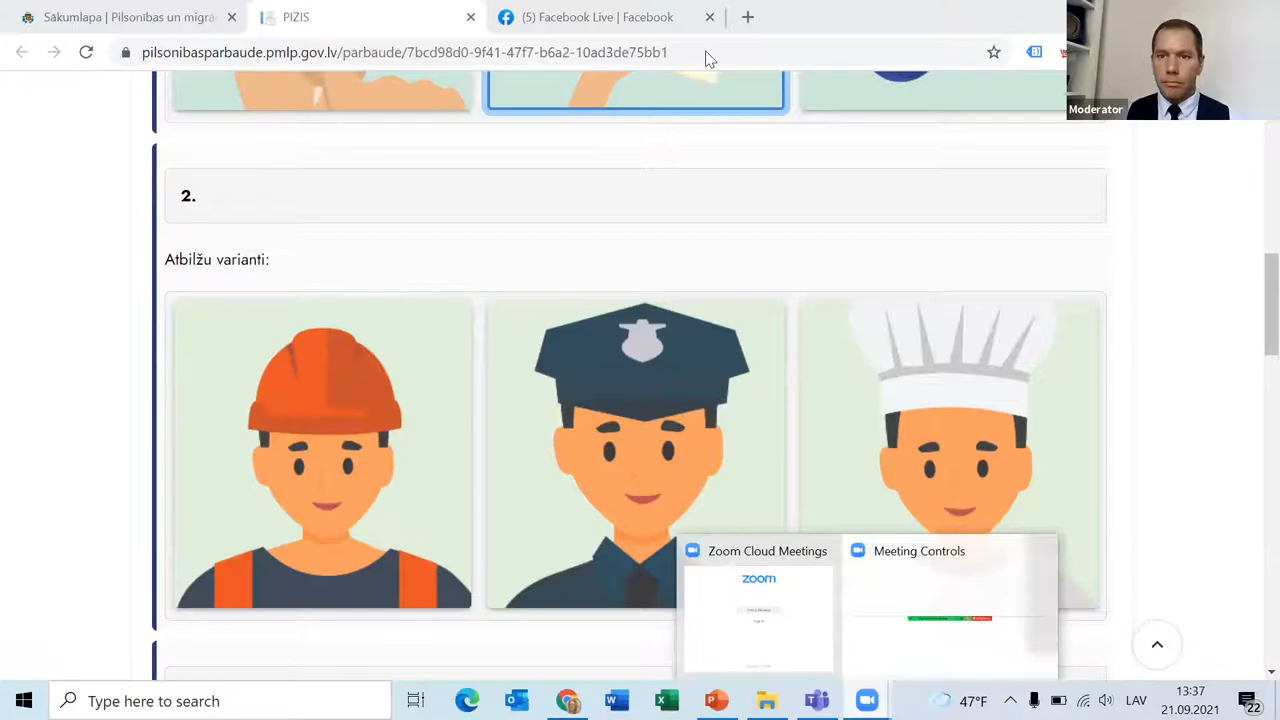 Sākumlapa | Pilsonības un migrā
PIZIS
(5) Facebook Live | Facebook
pilsonibasparbaude.pmlp.gov.lv/parbaude/7bcd98d0-9f41-47f7-b6a2-10ad3de75bb1
Moderator
2.
Atbilžu varianti:
Zoom Cloud Meetings
Meeting Controls
zoom
Type here to search
47°F
LAV
13:37
21.09.2021
22